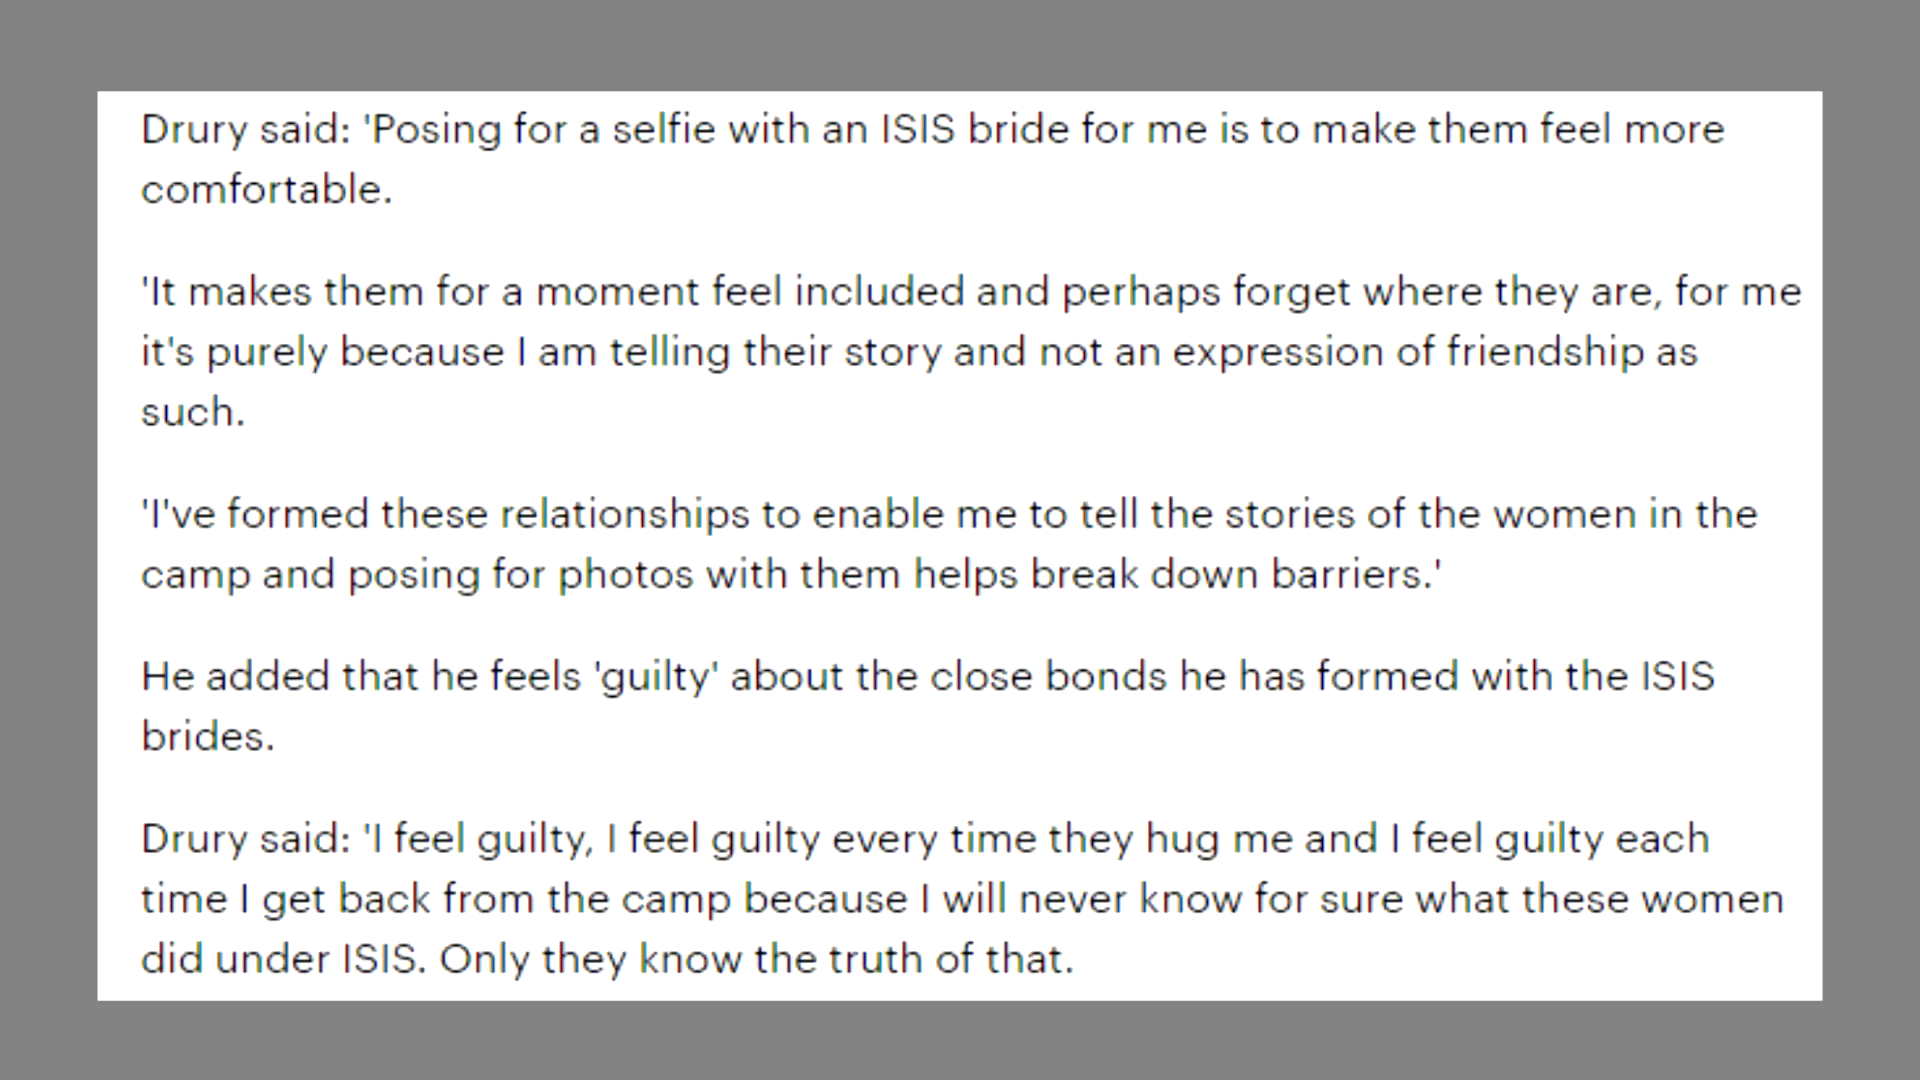 Drury said: 'Posing for a selfie with an ISIS bride for me is to make them feel more
comfortable.
'It makes them for a moment feel included and perhaps forget where they are, for me
it's purely because I am telling their story and not an expression of friendship as
such.
'I've formed these relationships to enable me to tell the stories of the women in the
camp and posing for photos with them helps break down barriers.'
He added that he feels 'guilty' about the close bonds he has formed with the ISIS
brides.
Drury said: 'I feel guilty, I feel guilty every time they hug me and I feel guilty each
time I get back from the camp because I will never know for sure what these women
did under ISIS. Only they know the truth of that.